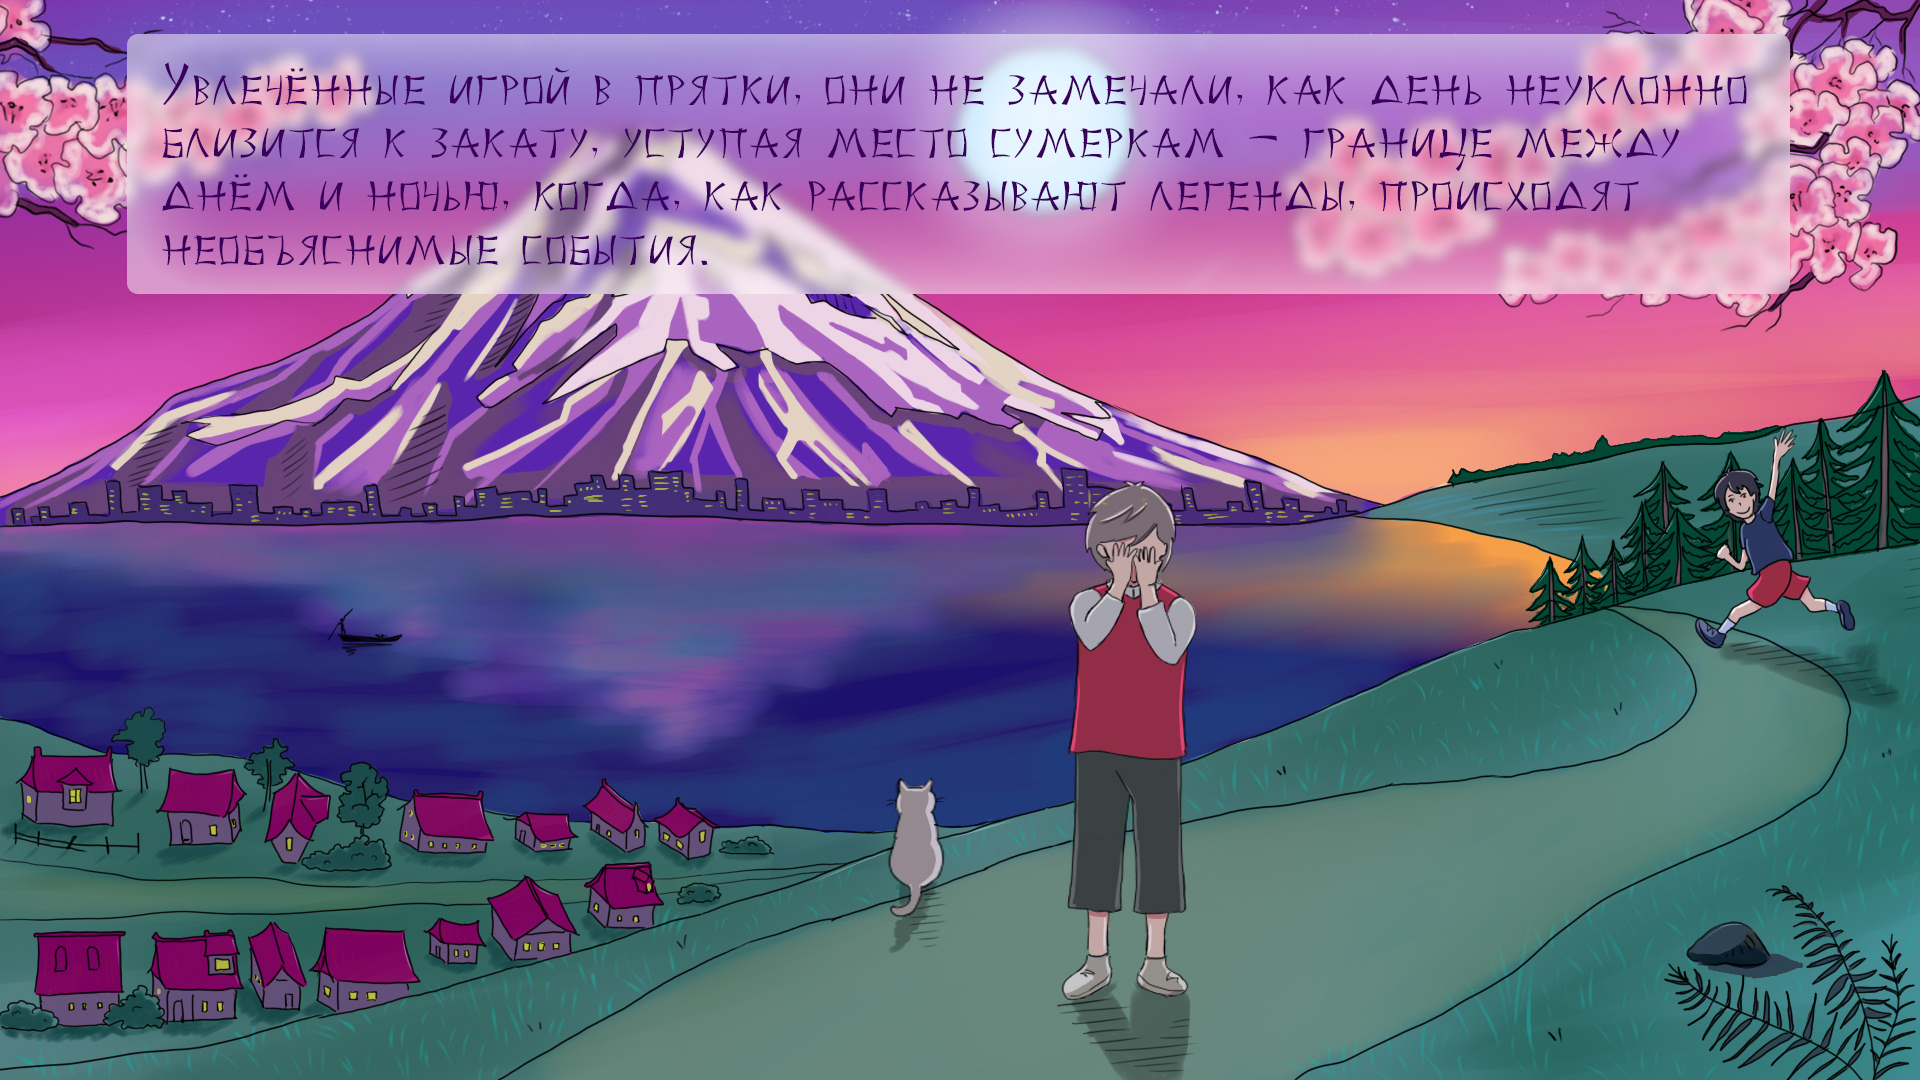 Увлечённые игрой в прятки, они не замечали, как день неуклонно
близится к закату, уступая место сумеркам – границе между
днём и ночью, когда, как рассказывают легенды, происходят
необъяснимые события.